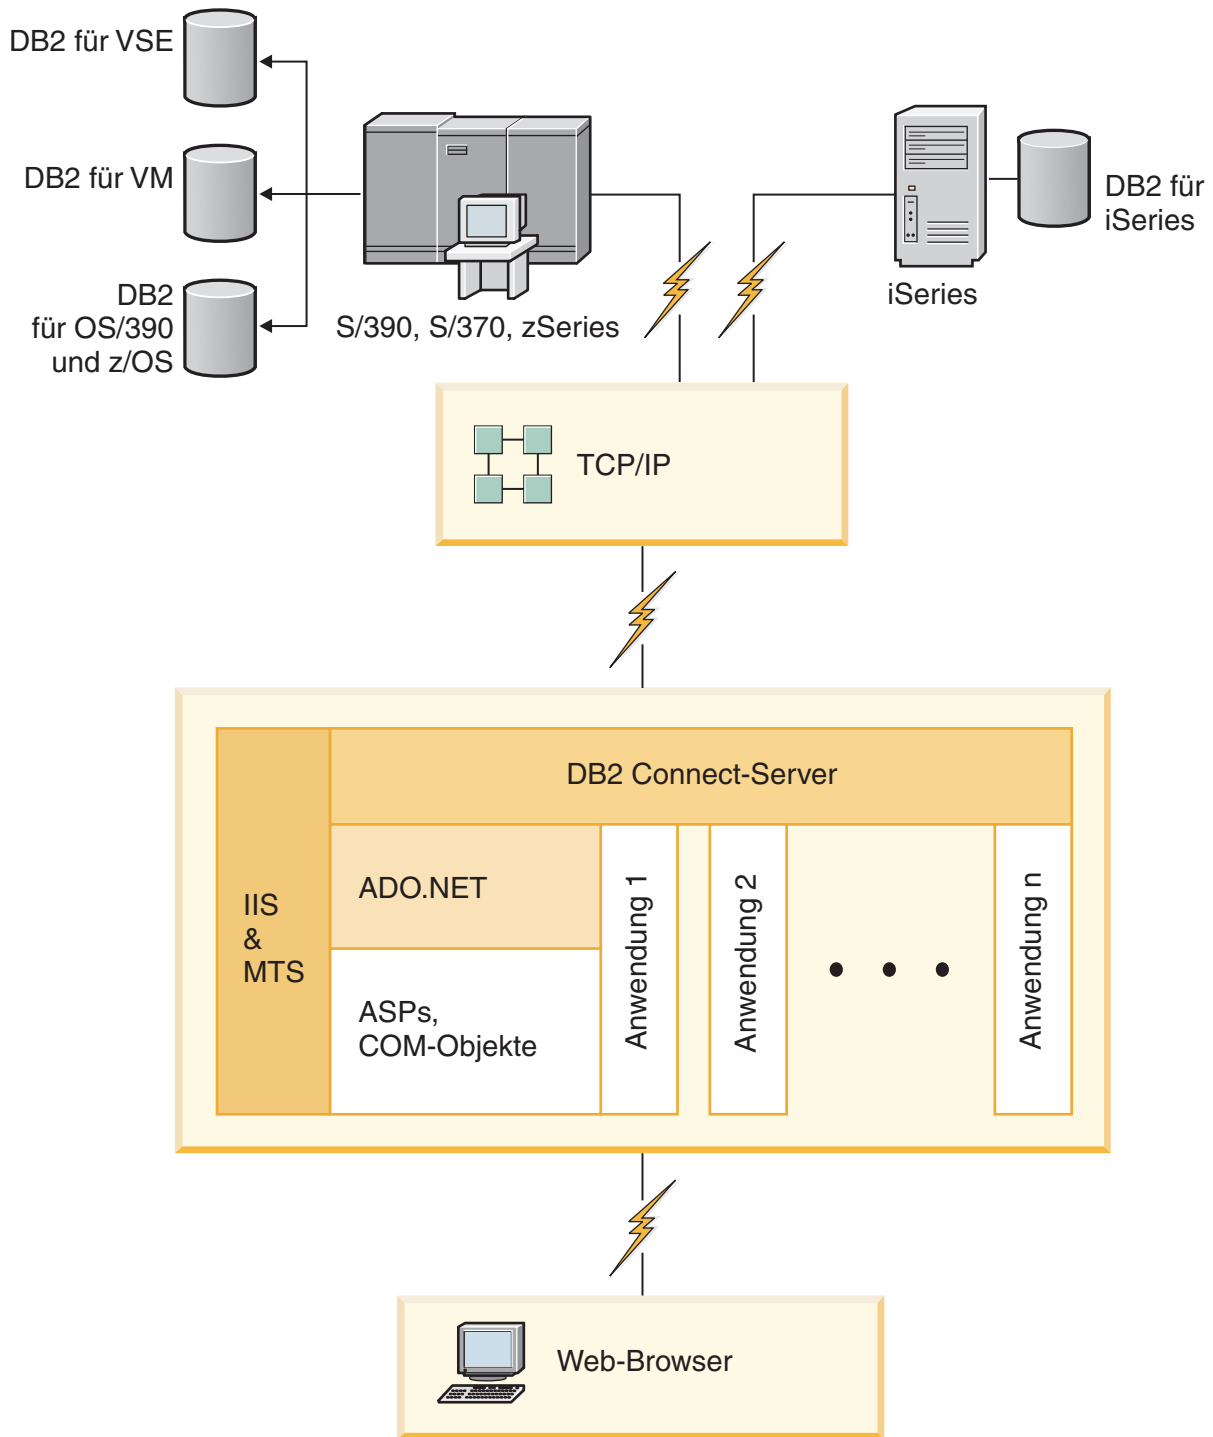 DB2 für VSE
DB2 für VM
DB2
für OS/390
und z/OS
S/390, S/370, zSeries
iSeries
DB2 für
iSeries
TCP/IP
DB2 Connect-Server
IIS
&
MTS
ADO.NET
ASPs,
COM-Objekte
Anwendung 1
Anwendung 2
Anwendung n
Web-Browser